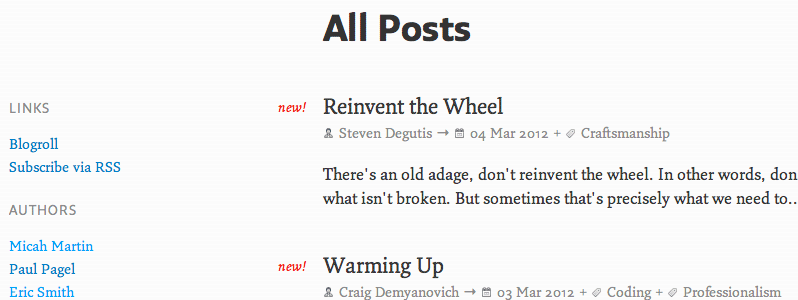 All Posts
LINKS
Blogroll
Subscribe via RSS
AUTHORS
Micah Martin
Paul Pagel
Eric Smith
new! Reinvent the Wheel
Steven Degutis → 04 Mar 2012 + Craftsmanship
There's an old adage, don't reinvent the wheel. In other words, don
what isn't broken. But sometimes that's precisely what we need to..
new! Warming Up
Craig Demyanovich → 03 Mar 2012 + Coding + Professionalism